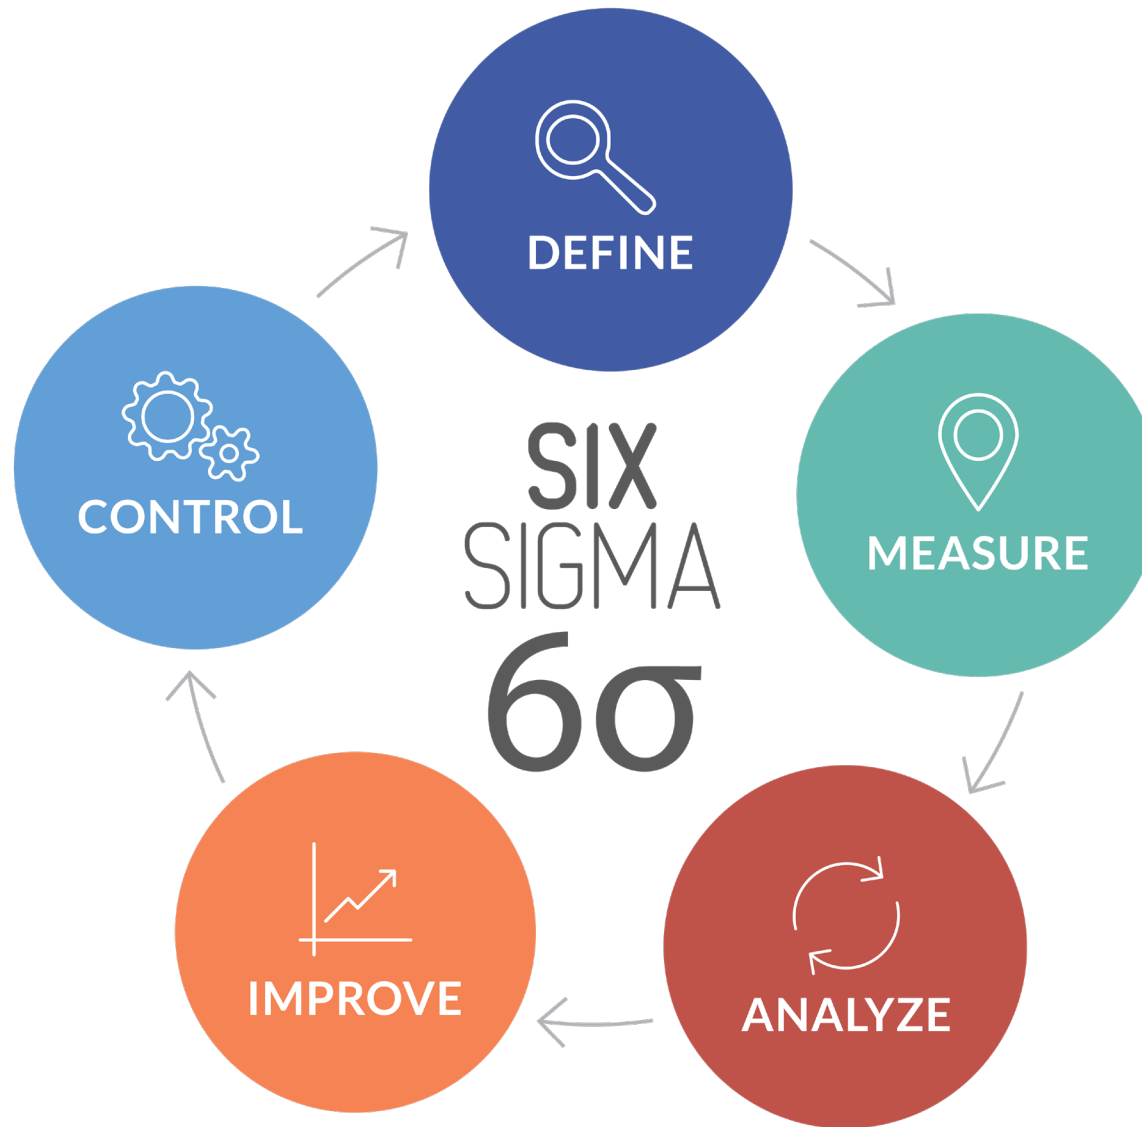 DEFINE
MEASURE
ANALYZE
IMPROVE
CONTROL
SIX
SIGMA
6σ